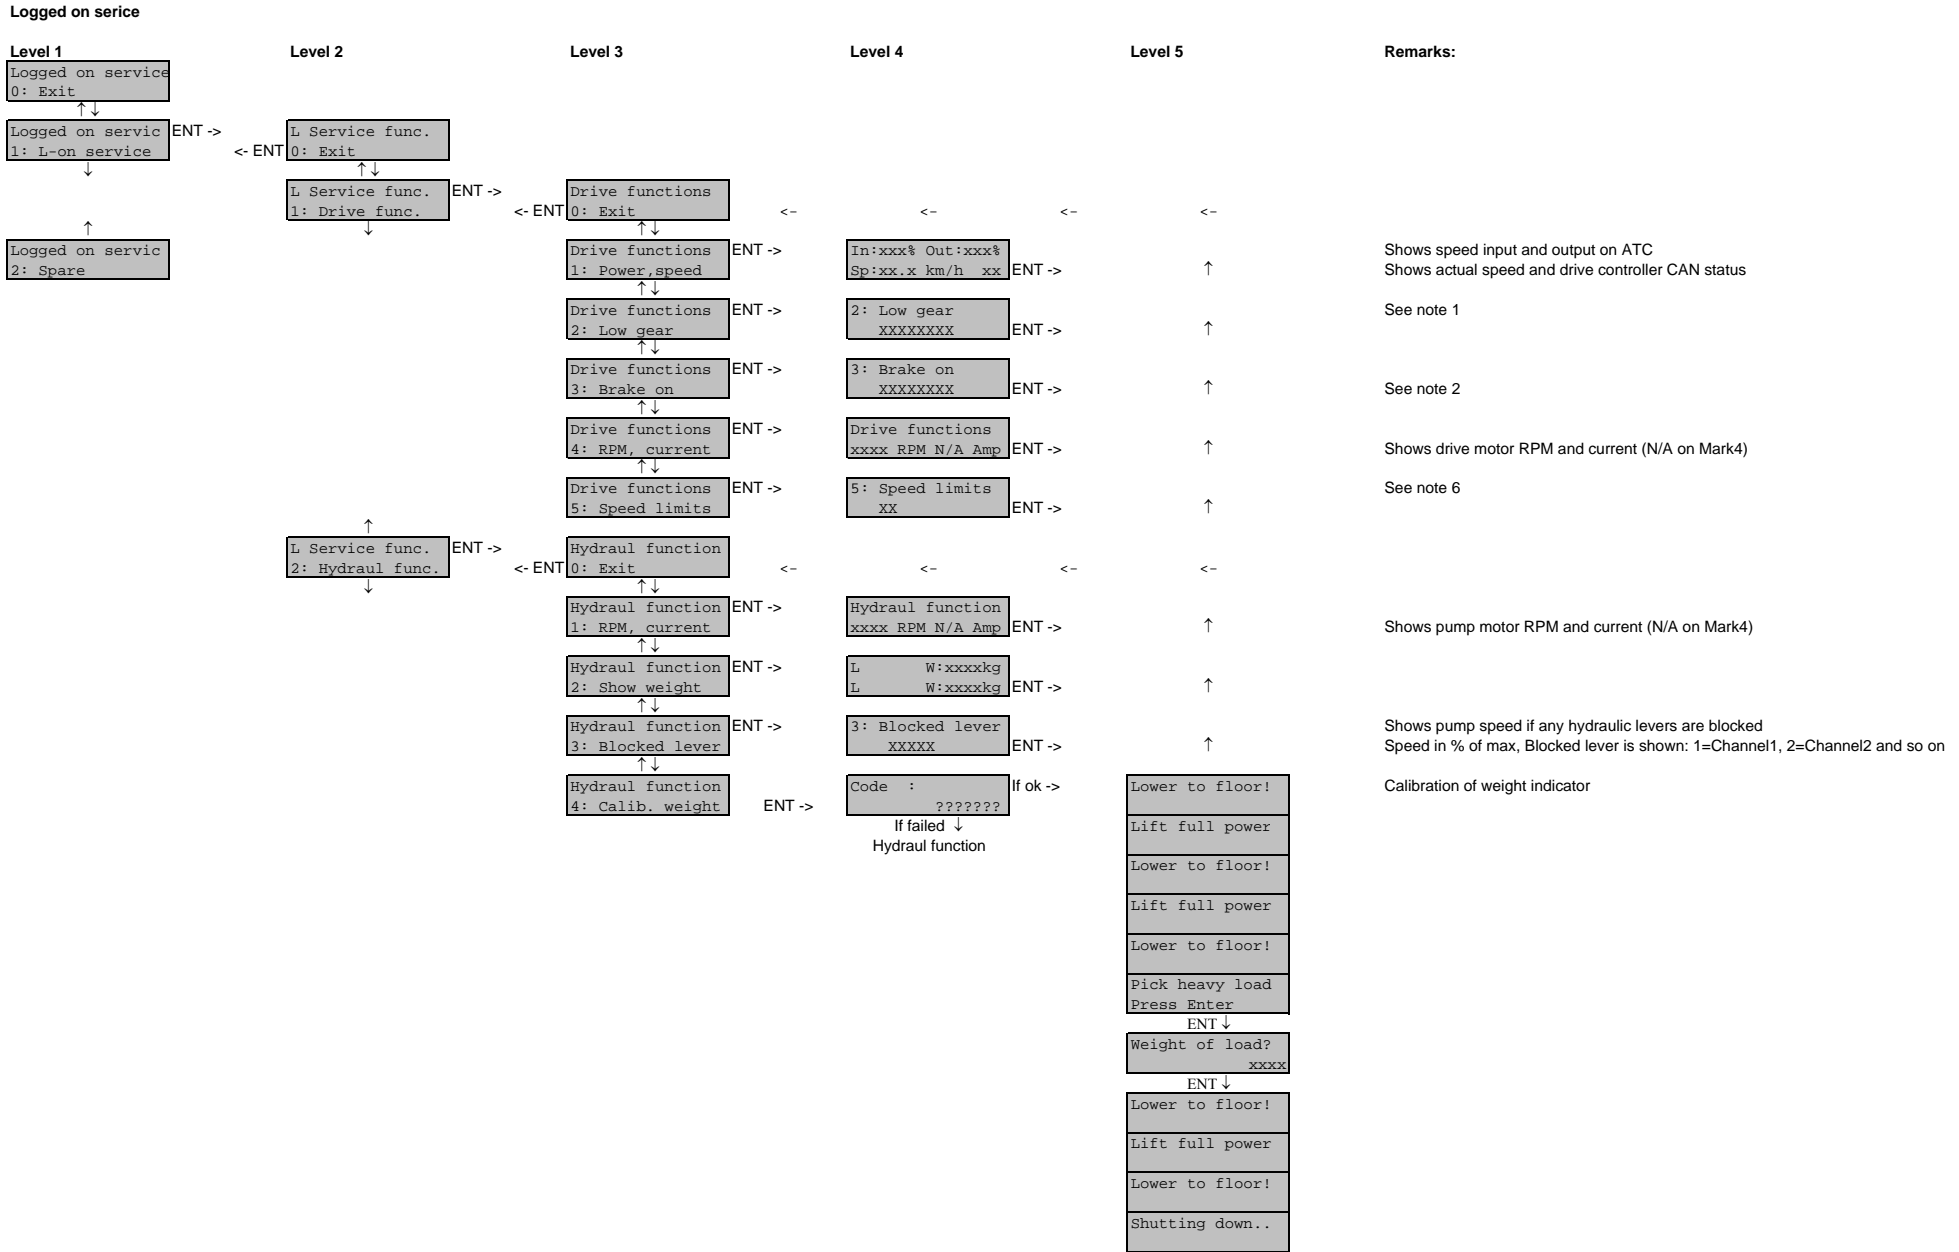 Logged on serice
Level 1 Level 2 Level 3 Level 4 Level 5 Remarks:
Logged on service
0: Exit
↑↓
Logged on servic ENT -> L Service func.
1: L-on service <- ENT 0: Exit
↓ ↑↓
L Service func. ENT -> Drive functions
1: Drive func. <- ENT 0: Exit <- <- <- <-
↑ ↓ ↑↓
Logged on servic Drive functions ENT -> In:xxx% Out:xxx% Shows speed input and output on ATC
2: Spare 1: Power,speed Sp:xx.x km/h xx ENT -> ↑ Shows actual speed and drive controller CAN status
↑↓
Drive functions ENT -> 2: Low gear See note 1
2: Low gear XXXXXXXX ENT -> ↑
↑↓
Drive functions ENT -> 3: Brake on
3: Brake on XXXXXXXX ENT -> ↑ See note 2
↑↓
Drive functions ENT -> Drive functions
4: RPM, current xxxx RPM N/A Amp ENT -> ↑ Shows drive motor RPM and current (N/A on Mark4)
↑↓
Drive functions ENT -> 5: Speed limits See note 6
5: Speed limits XX ENT -> ↑
↑
L Service func. ENT -> Hydraul function
2: Hydraul func. <- ENT 0: Exit <- <- <- <-
↓ ↑↓
Hydraul function ENT -> Hydraul function
1: RPM, current xxxx RPM N/A Amp ENT -> ↑ Shows pump motor RPM and current (N/A on Mark4)
↑↓
Hydraul function ENT -> L W:xxxxkg
2: Show weight L W:xxxxkg ENT -> ↑
↑↓
Hydraul function ENT -> 3: Blocked lever Shows pump speed if any hydraulic levers are blocked
3: Blocked lever XXXXX ENT -> ↑ Speed in % of max, Blocked lever is shown: 1=Channel1, 2=Channel2 and so on
↑↓
Hydraul function Code : If ok -> Lower to floor! Calibration of weight indicator
4: Calib. weight ENT -> ???????
If failed ↓ Lift full power
Hydraul function
Lower to floor!
Lift full power
Lower to floor!
Pick heavy load
Press Enter
ENT ↓
Weight of load?
xxxx
ENT ↓
Lower to floor!
Lift full power
Lower to floor!
Shutting down..